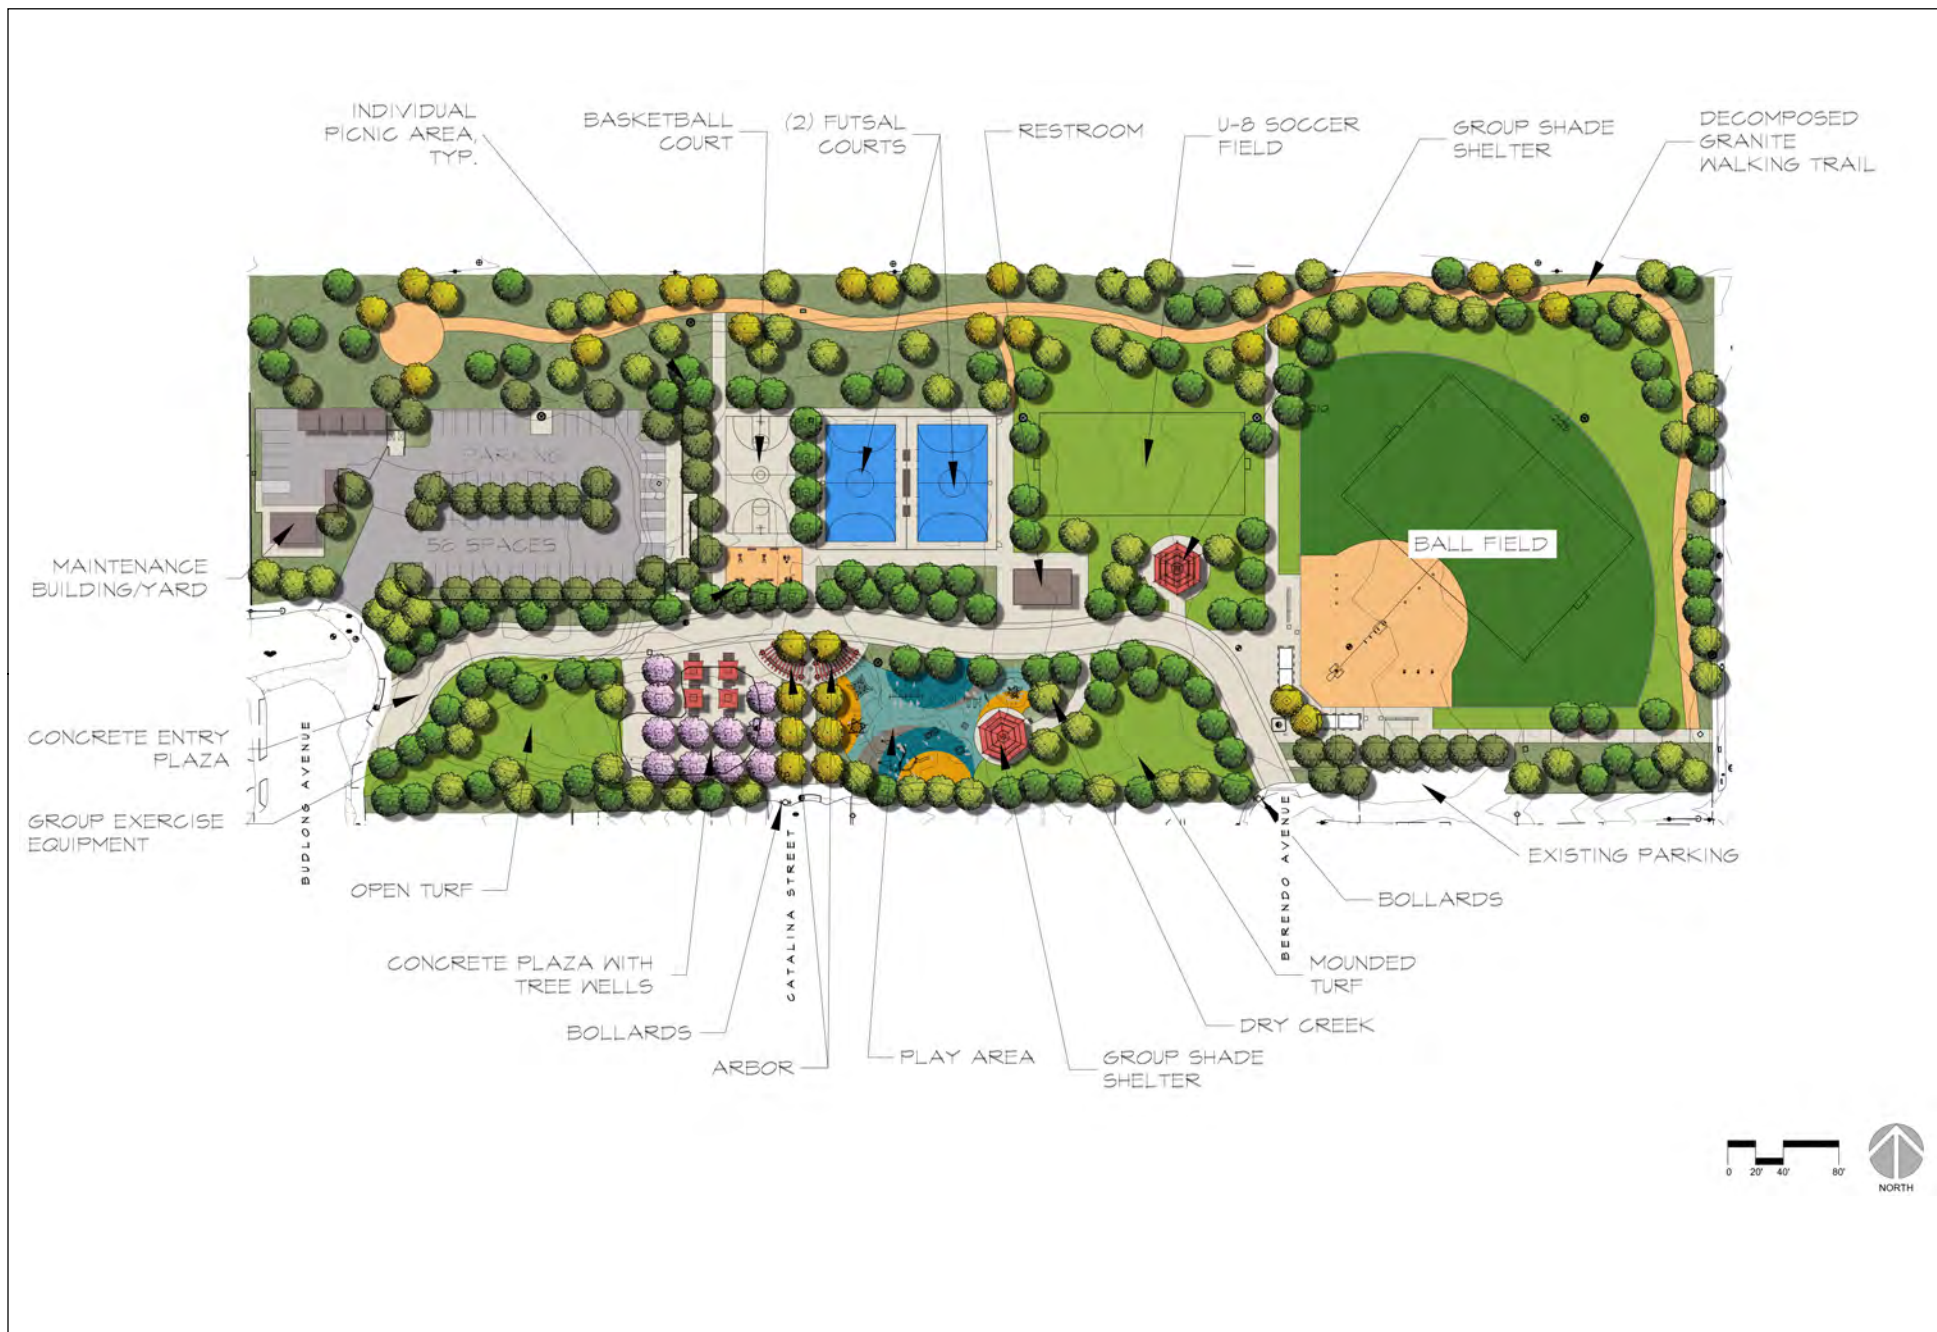 INDIVIDUAL
PICNIC AREA,
TYP.
BASKETBALL
COURT
(2) FUTSAL
COURTS
RESTROOM
U-8 SOCCER
FIELD
GROUP SHADE
SHELTER
DECOMPOSED
GRANITE
WALKING TRAIL
PARKING
58 SPACES
BALL FIELD
MAINTENANCE
BUILDING/YARD
CONCRETE ENTRY
PLAZA
GROUP EXERCISE
EQUIPMENT
BUDLONG AVENUE
OPEN TURF
CONCRETE PLAZA WITH
TREE WELLS
BOLLARDS
CATALINA STREET
ARBOR
PLAY AREA
GROUP SHADE
SHELTER
DRY CREEK
MOUNDED
TURF
BERENDO AVENUE
BOLLARDS
EXISTING PARKING
0 20' 40' 80'
NORTH